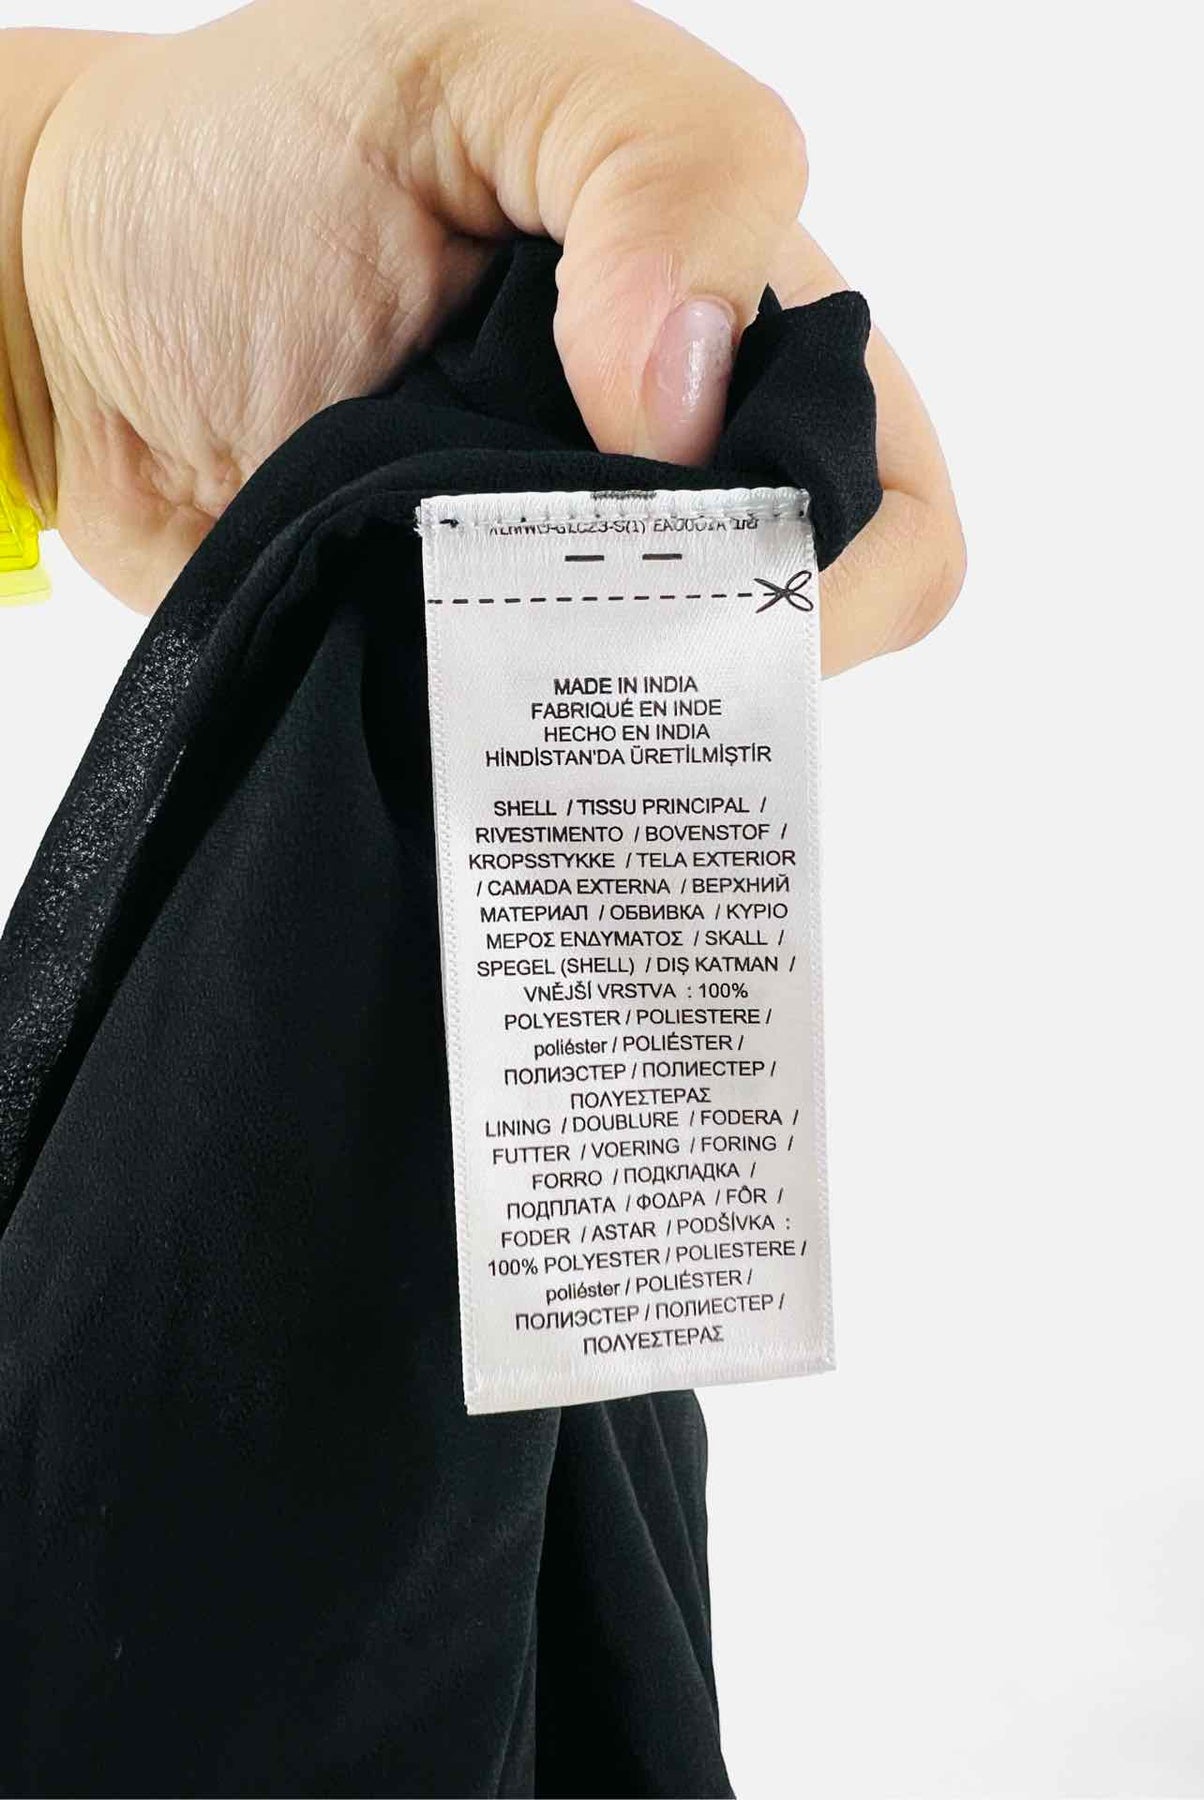 MADE IN INDIA
FABRIQUÉ EN INDE
HECHO EN INDIA
HİNDİSTAN'DA ÜRETİLMİŞTİR
SHELL / TISSU PRINCIPAL /
RIVESTIMENTO / BOVENSTOF /
KROPSSTYKKE / TELA EXTERIOR
/ CAMADA EXTERNA / ВЕРХНИЙ
МАТЕРИАЛ / ОБВИВКА / ΚΥΡΙΟ
ΜΕΡΟΣ ΕΝΔΥΜΑΤΟΣ / SKALL /
SPEGEL (SHELL) / DIŞ KATMAN /
VNĚJŠÍ VRSTVA : 100%
POLYESTER / POLIESTERE /
poliéster / POLIÉSTER /
ПОЛИЭСТЕР / ПОЛИЕСТЕР /
ΠΟΛΥΕΣΤΕΡΑΣ
LINING / DOUBLURE / FODERA /
FUTTER / VOERING / FORING /
FORRO / ПОДКЛАДКА /
ПОДПЛАТА / ΦΟΔΡΑ / FÔR /
FODER / ASTAR / PODŠÍVKA :
100% POLYESTER / POLIESTERE /
poliéster / POLIÉSTER /
ПОЛИЭСТЕР / ПОЛИЕСТЕР /
ΠΟΛΥΕΣΤΕΡΑΣ